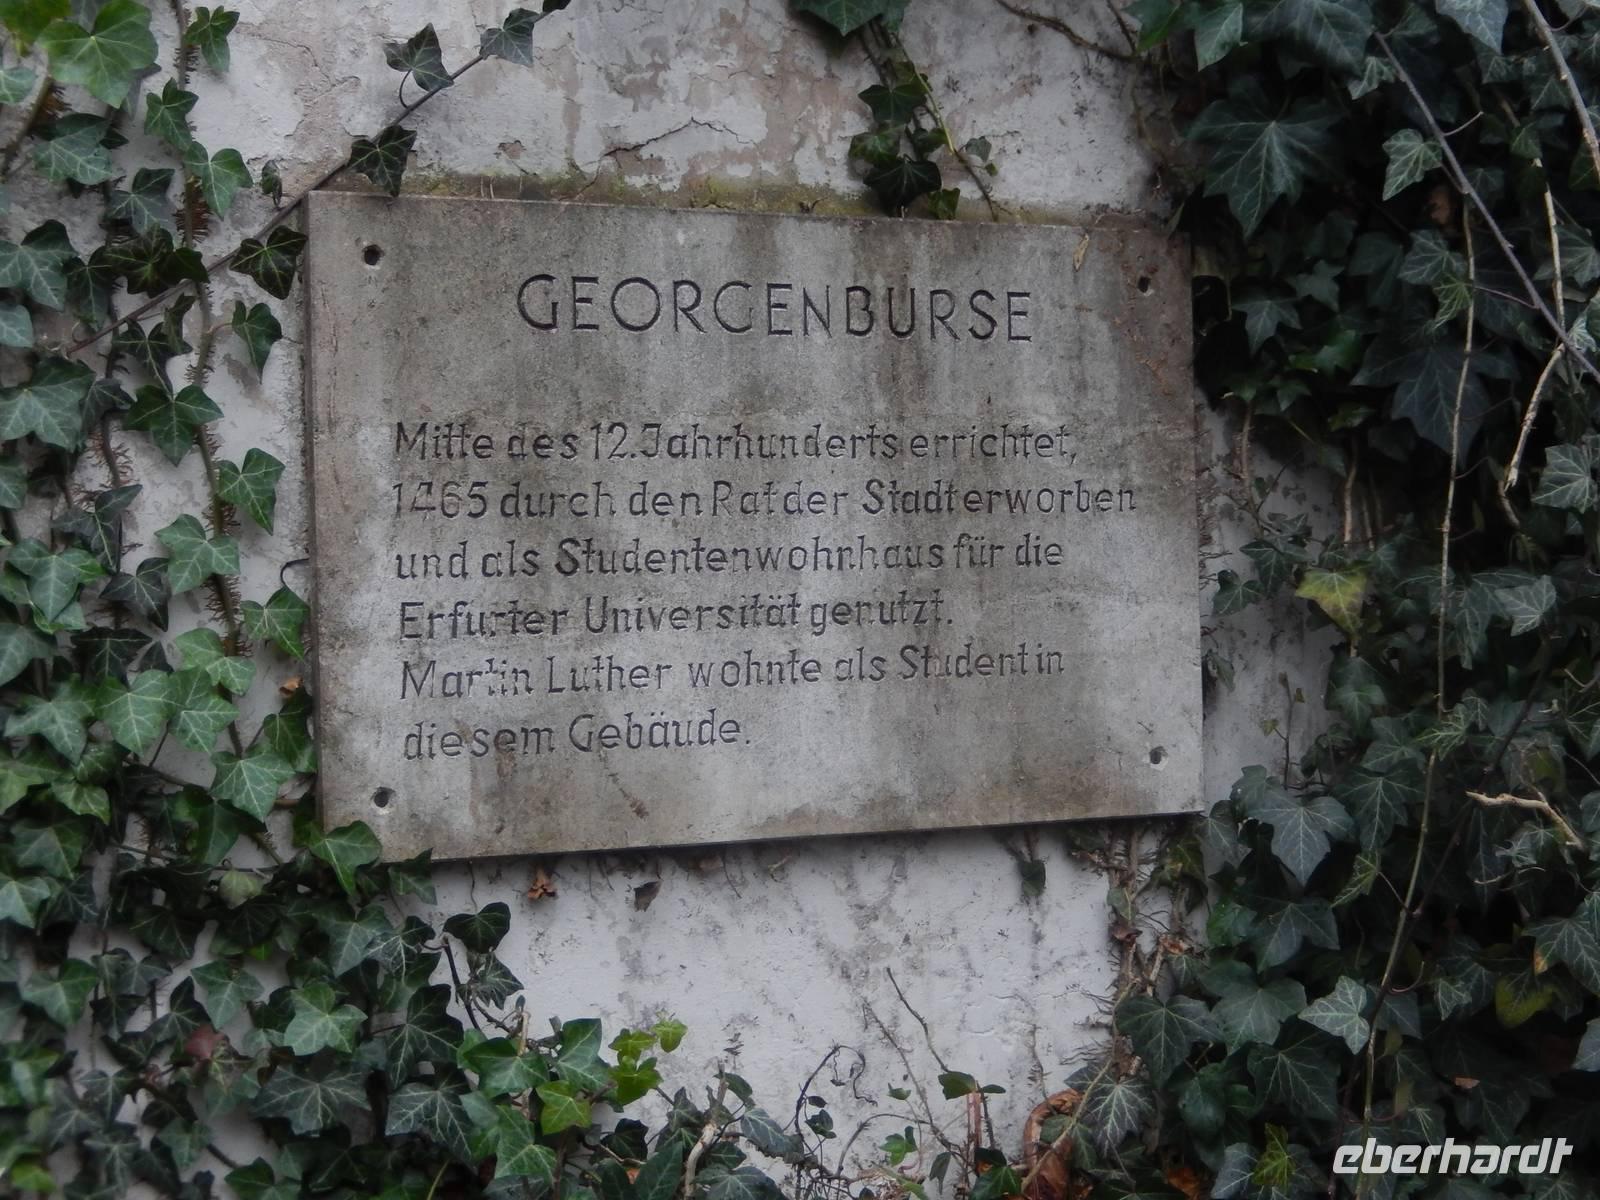 GEORGENBURSE
Mitte des 12. Jahrhunderts errichtet,
1465 durch den Rat der Stadt erworben
und als Studentenwohnhaus für die
Erfurter Universität genutzt.
Martin Luther wohnte als Student in
diesem Gebäude.
eberhardt